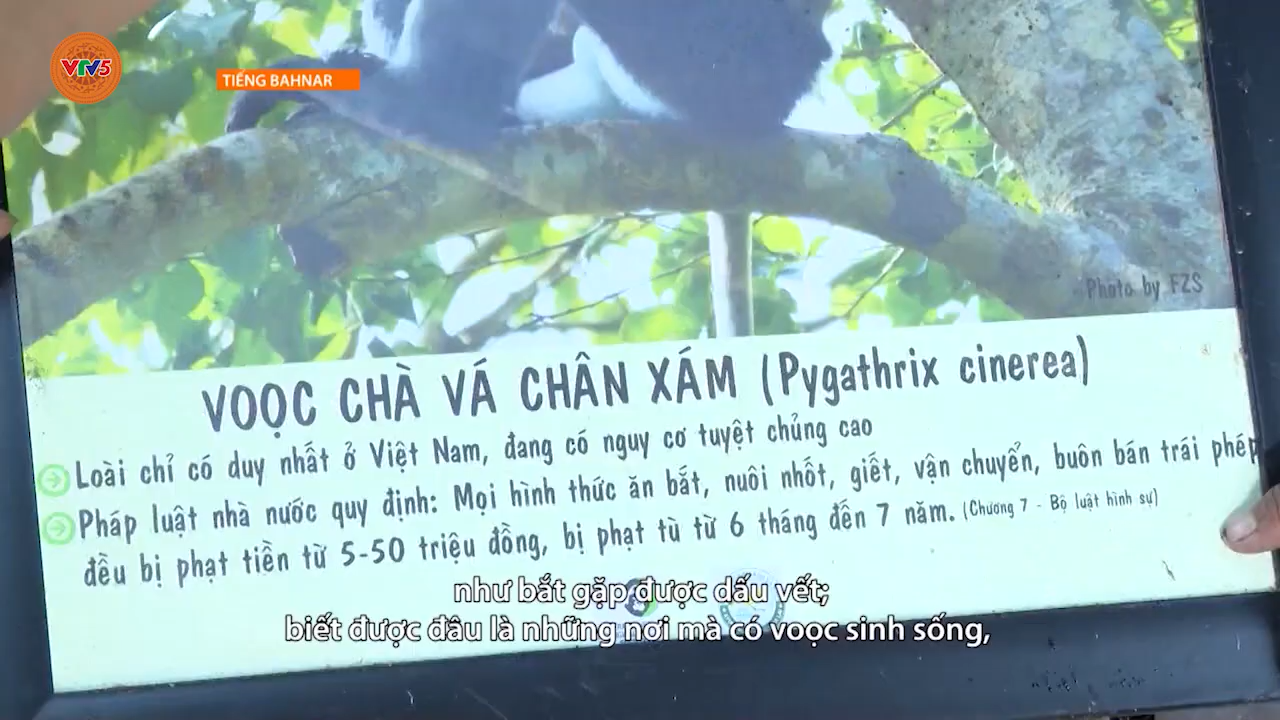 VTV5
TIẾNG BAHNAR
Photo by FZS
VOỌC CHÀ VÁ CHÂN XÁM (Pygathrix cinerea)
Loài chỉ có duy nhất ở Việt Nam, đang có nguy cơ tuyệt chủng cao
Pháp luật nhà nước quy định: Mọi hình thức ăn bắt, nuôi nhốt, giết, vận chuyển, buôn bán trái phép
đều bị phạt tiền từ 5-50 triệu đồng, bị phạt tù từ 6 tháng đến 7 năm. (Chương 7 - Bộ luật hình sự)
như bắt gặp được dấu vết;
biết được đâu là những nơi mà có voọc sinh sống,